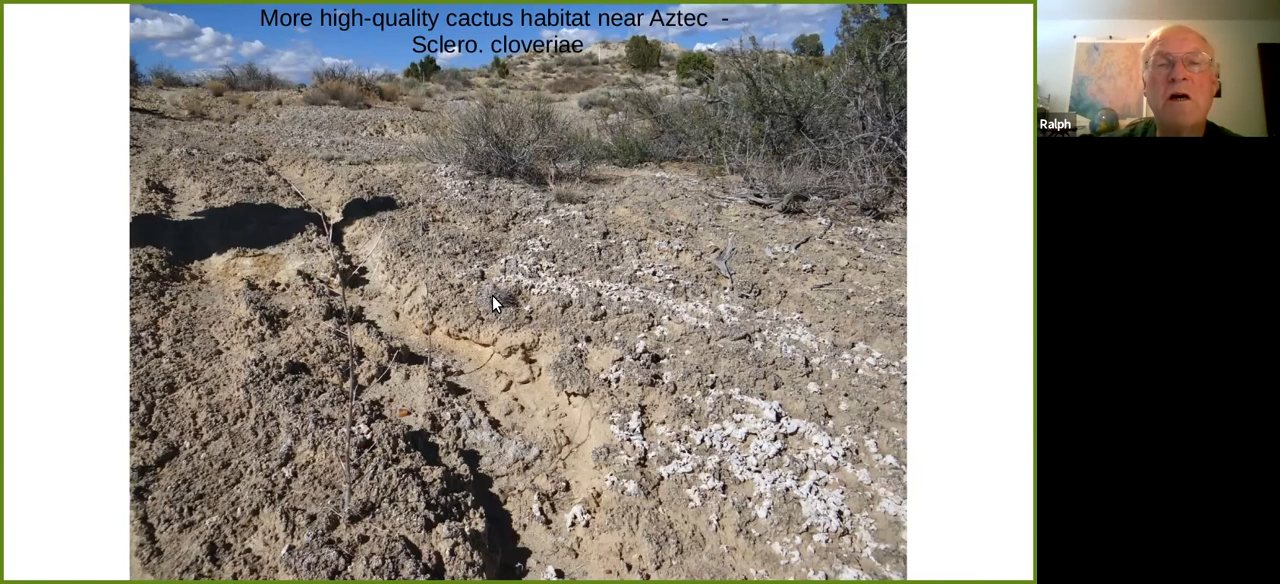 More high-quality cactus habitat near Aztec -
Sclero. cloveriae
Ralph